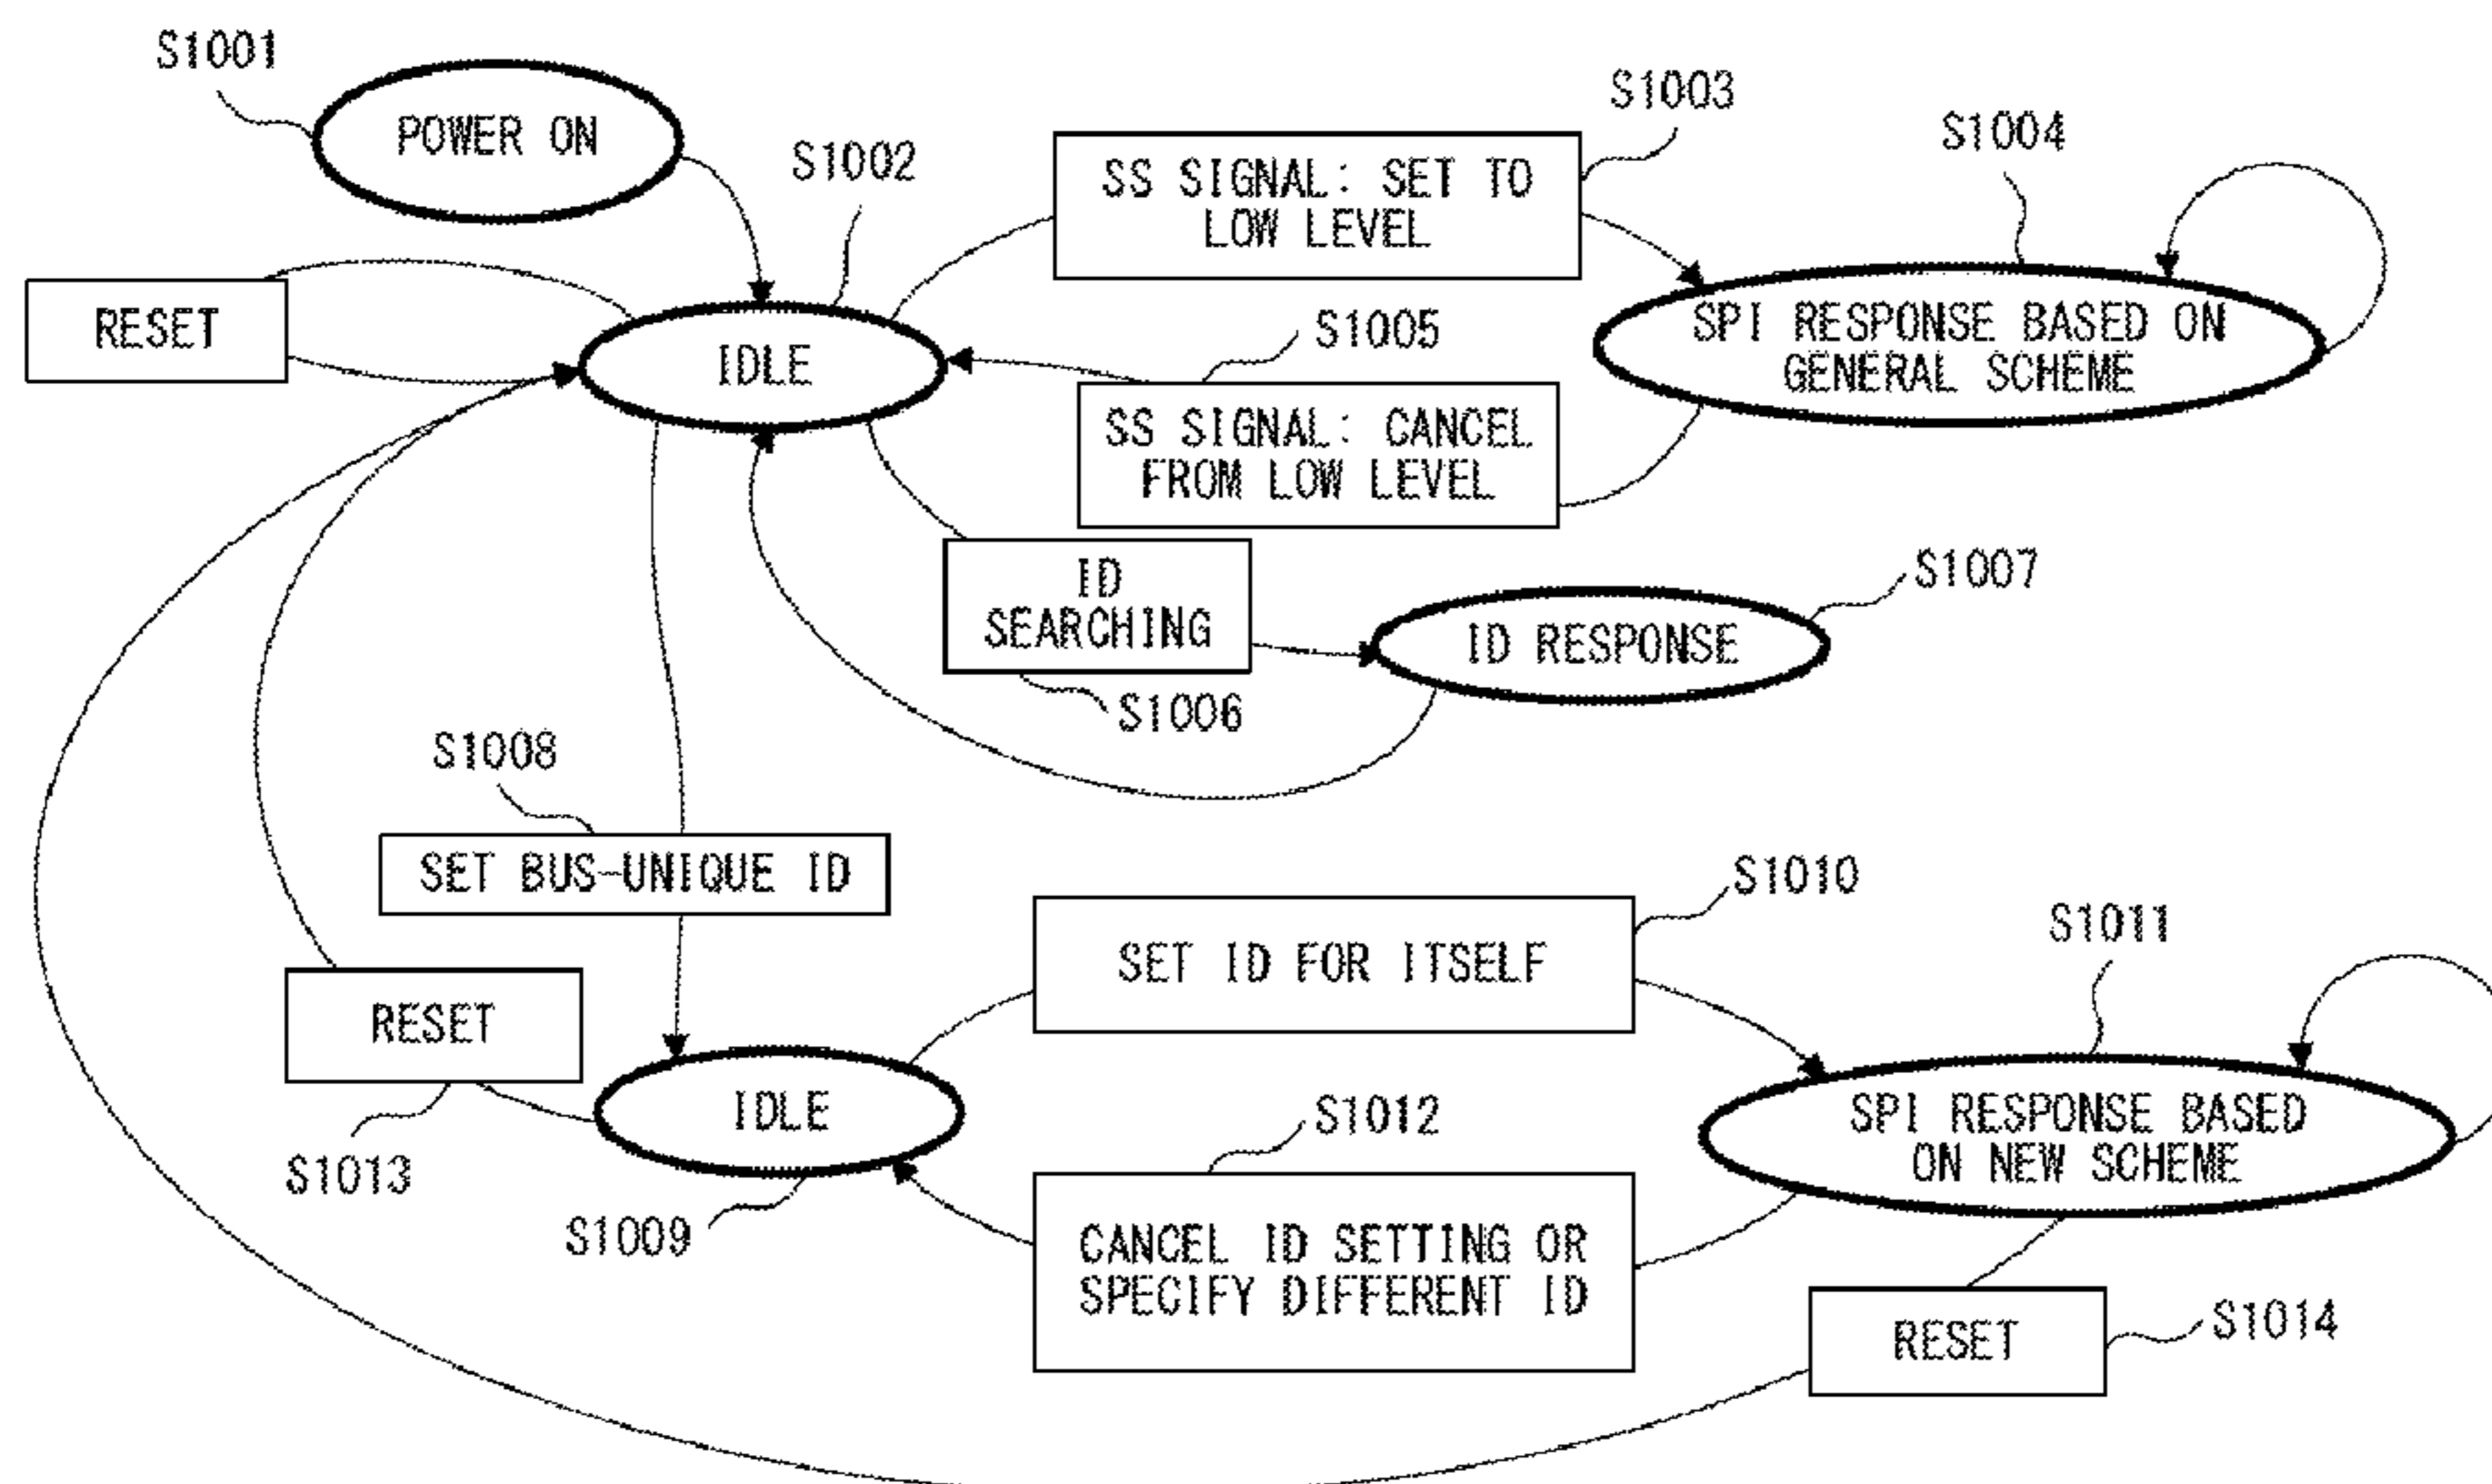 S1001
POWER ON
S1002
S1003
SS SIGNAL: SET TO
LOW LEVEL
S1004
RESET
IDLE
S1005
SPI RESPONSE BASED ON
GENERAL SCHEME
SS SIGNAL: CANCEL
FROM LOW LEVEL
ID
SEARCHING
S1006
S1007
ID RESPONSE
S1008
SET BUS-UNIQUE ID
S1010
SET ID FOR ITSELF
S1011
RESET
S1013
IDLE
S1009
S1012
CANCEL ID SETTING OR
SPECIFY DIFFERENT ID
SPI RESPONSE BASED
ON NEW SCHEME
RESET
S1014